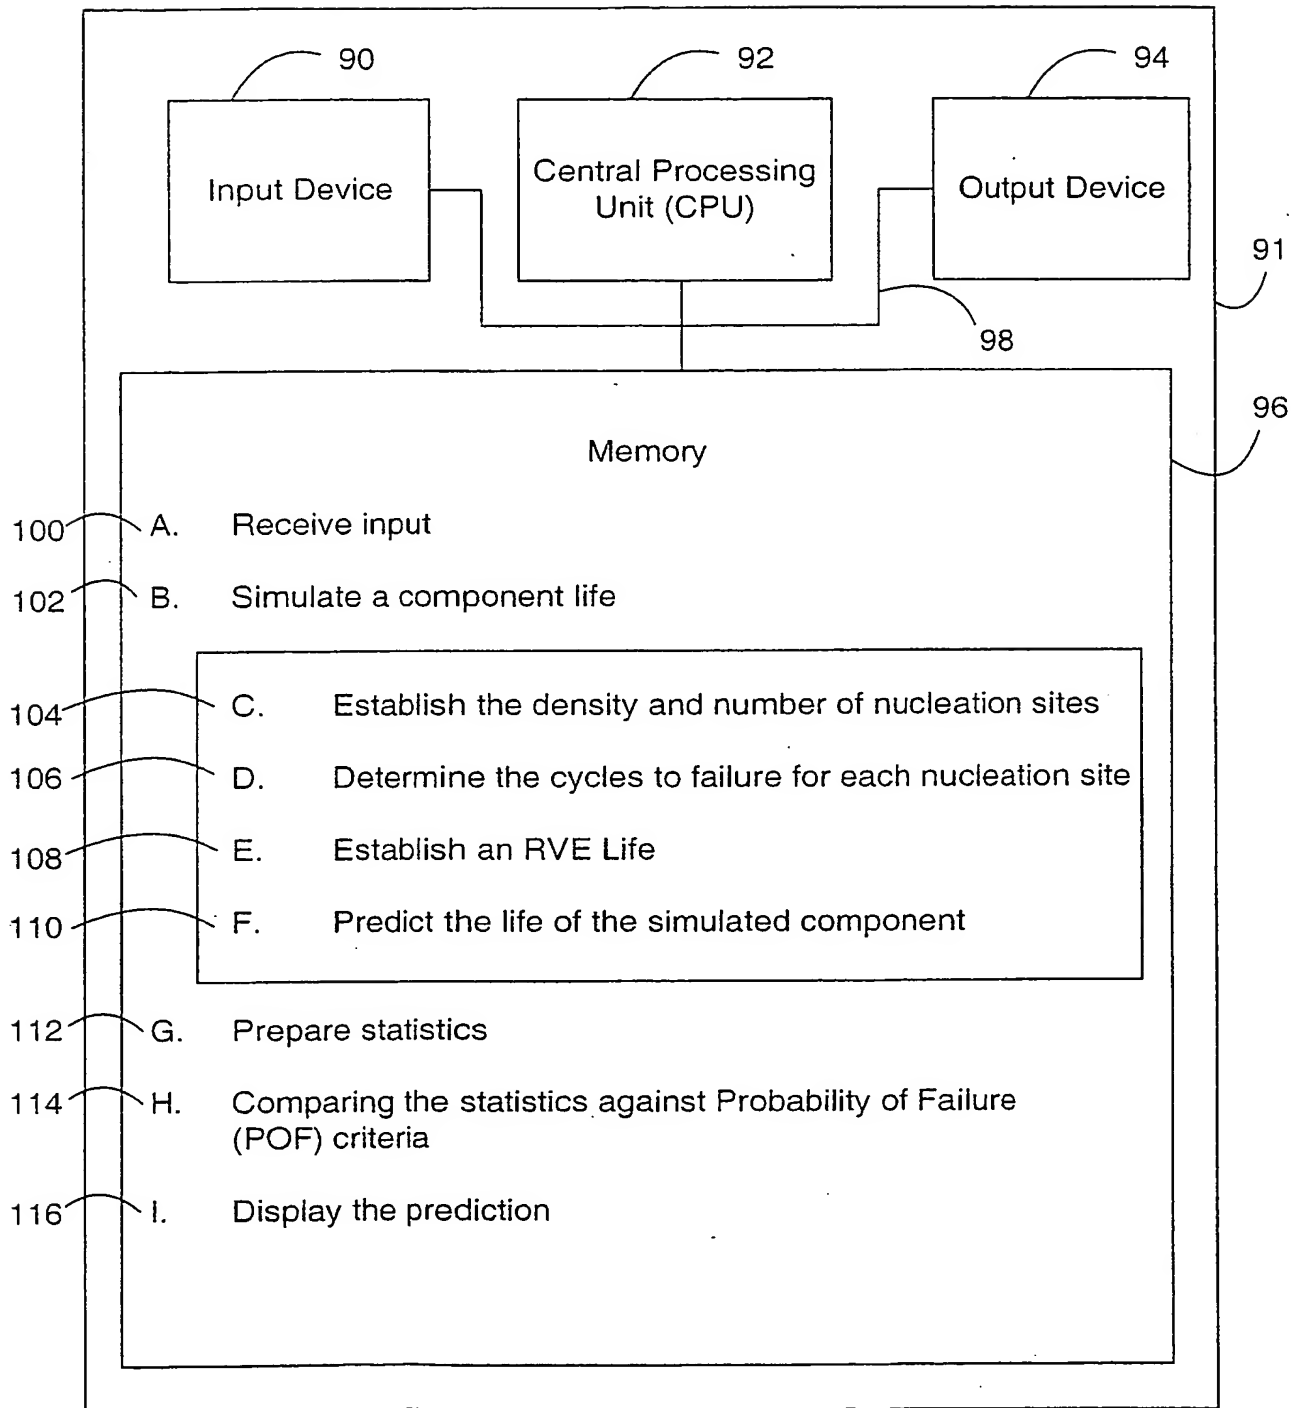 90
92
94
Input Device
Central Processing
Unit (CPU)
Output Device
91
98
96
Memory
100 A. Receive input
102 B. Simulate a component life
104 C. Establish the density and number of nucleation sites
106 D. Determine the cycles to failure for each nucleation site
108 E. Establish an RVE Life
110 F. Predict the life of the simulated component
112 G. Prepare statistics
114 H. Comparing the statistics against Probability of Failure
(POF) criteria
116 I. Display the prediction